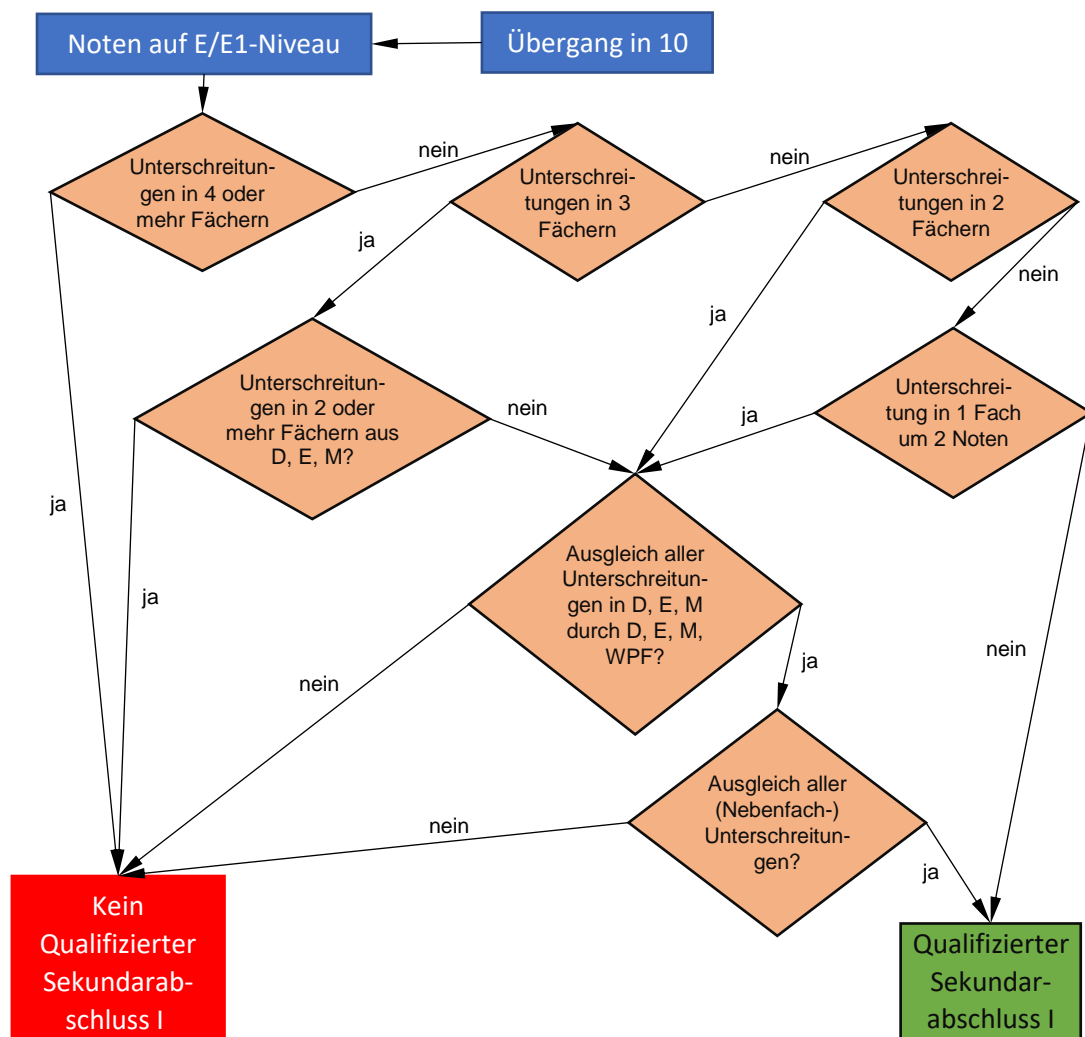 Noten auf E/E1-Niveau
Übergang in 10
nein
nein
Unterschreitun-
gen in 4 oder
mehr Fächern
Unterschrei-
tungen in 3
Fächern
Unterschrei-
tungen in 2
Fächern
ja
nein
ja
Unterschreitun-
gen in 2 oder
mehr Fächern aus
D, E, M?
nein
ja
Unterschrei-
tung in 1 Fach
um 2 Noten
ja
ja
Ausgleich aller
Unterschreitun-
gen in D, E, M
durch D, E, M,
WPF?
nein
ja
nein
Ausgleich aller
(Nebenfach-)
Unterschreitun-
gen?
nein
ja
Kein
Qualifizierter
Sekundarab-
schluss I
Qualifizierter
Sekundar-
abschluss I